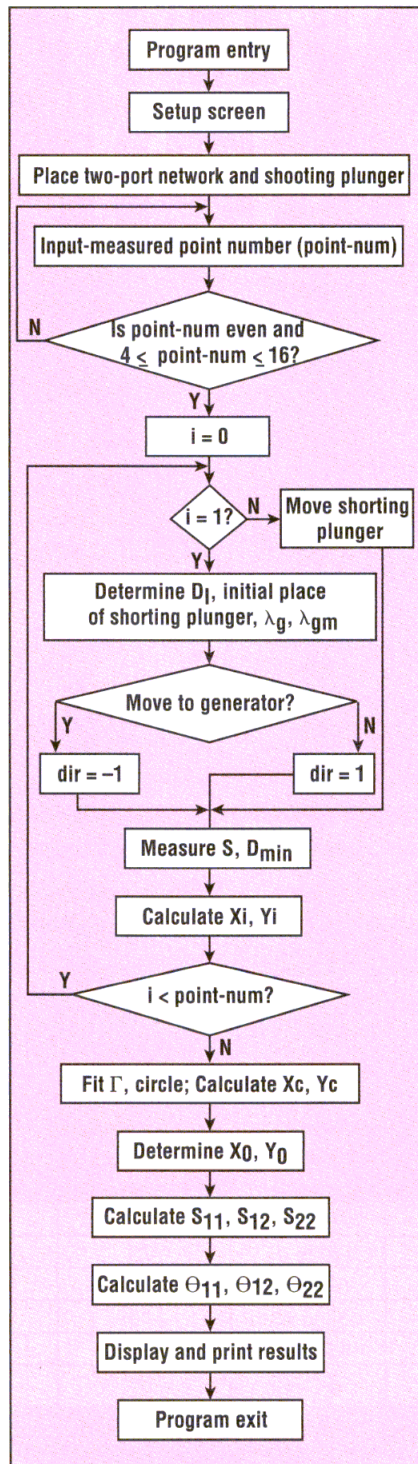 Program entry
Setup screen
Place two-port network and shooting plunger
Input-measured point number (point-num)
N
Is point-num even and
4 ≤ point-num ≤ 16?
Y
i = 0
i = 1?
N
Move shorting
plunger
Y
Determine D_I, initial place
of shorting plunger, λ_g, λ_gm
Move to generator?
Y
N
dir = –1
dir = 1
Measure S, D_min
Calculate Xi, Yi
Y
i < point-num?
N
Fit Γ, circle; Calculate Xc, Yc
Determine X_0, Y_0
Calculate S_11, S_12, S_22
Calculate Θ_11, Θ_12, Θ_22
Display and print results
Program exit